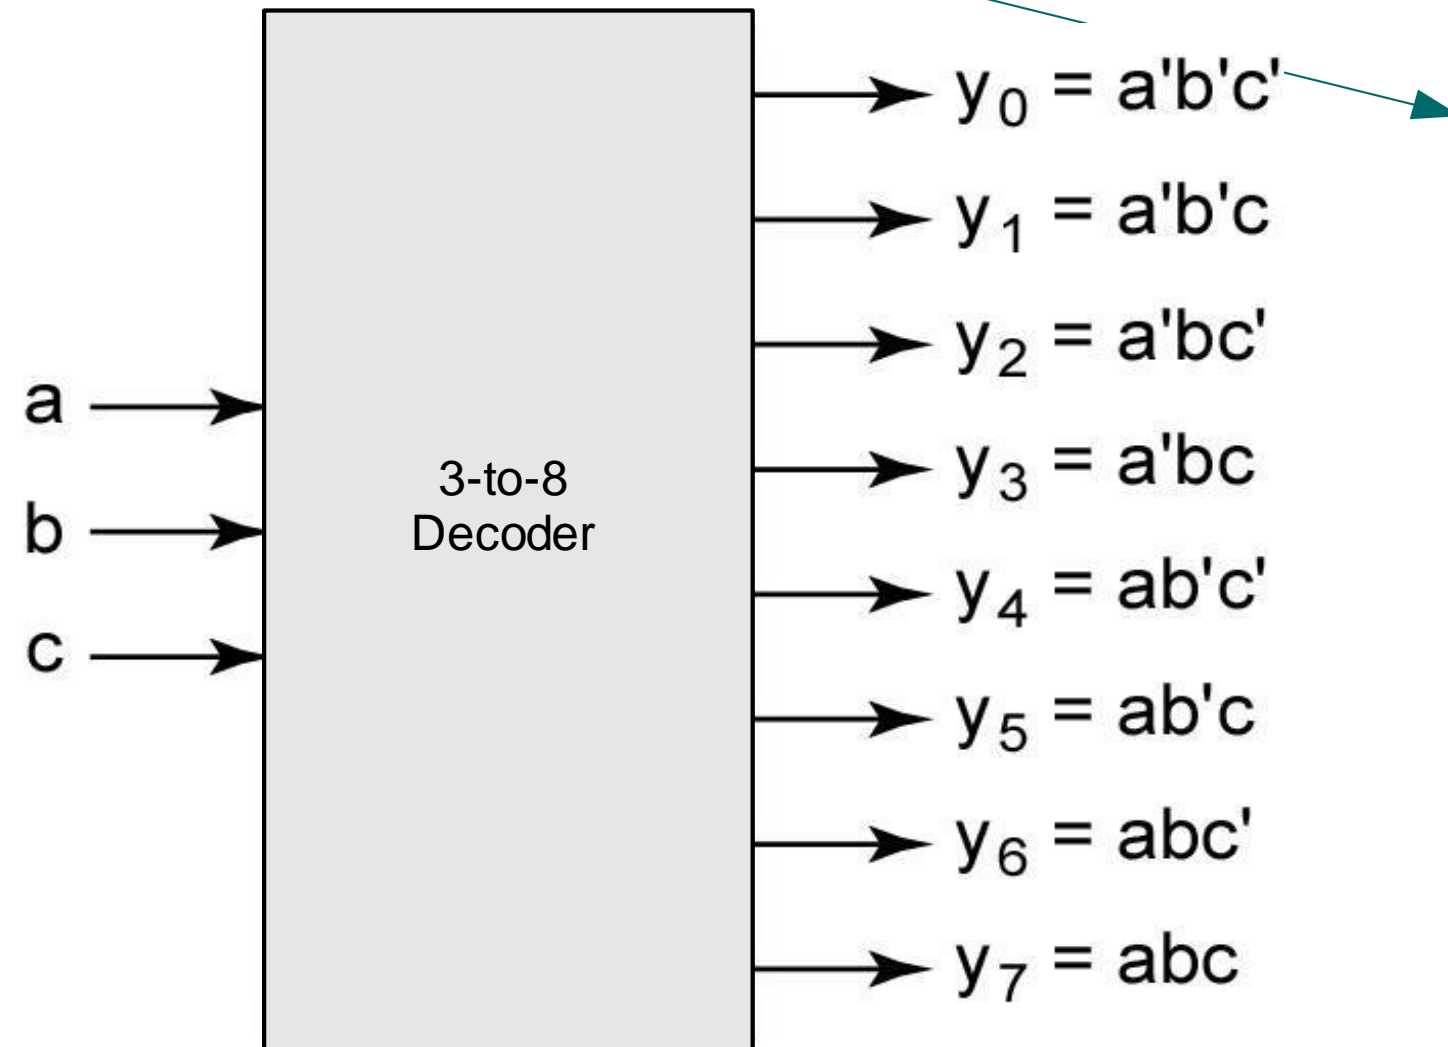 y0 = a'b'c'
y1 = a'b'c
y2 = a'bc'
a
y3 = a'bc
3-to-8
Decoder
b
y4 = ab'c'
c
y5 = ab'c
y6 = abc'
y7 = abc